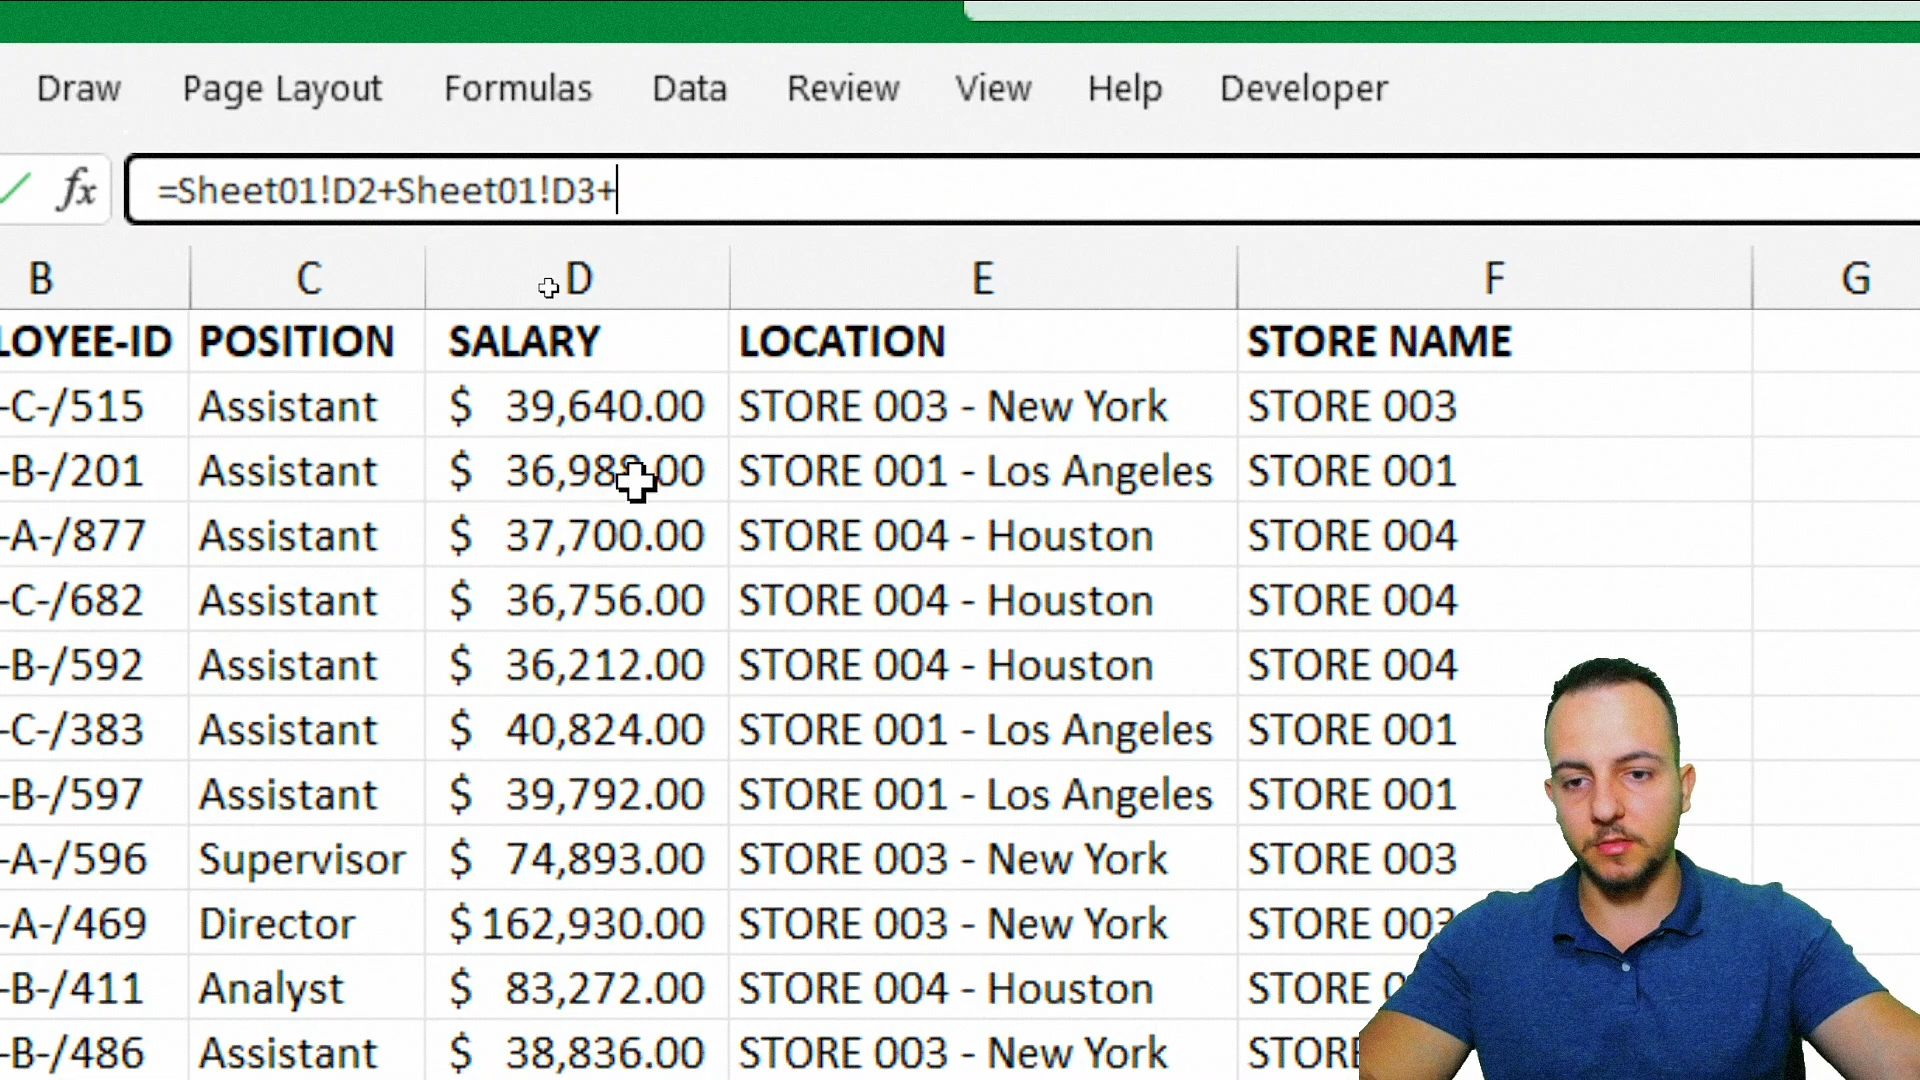 Draw Page Layout Formulas Data Review View Help Developer
fx =Sheet01!D2+Sheet01!D3+
B C D E F G
LOYEE-ID POSITION SALARY LOCATION STORE NAME
-C-/515 Assistant $ 39,640.00 STORE 003 - New York STORE 003
-B-/201 Assistant $ STORE 001 - Los Angeles STORE 001
-A-/877 Assistant $ 37,700.00 STORE 004 - Houston STORE 004
-C-/682 Assistant $ 36,756.00 STORE 004 - Houston STORE 004
-B-/592 Assistant $ 36,212.00 STORE 004 - Houston STORE 004
-C-/383 Assistant $ 40,824.00 STORE 001 - Los Angeles STORE 001
-B-/597 Assistant $ 39,792.00 STORE 001 - Los Angeles STORE 001
-A-/596 Supervisor $ 74,893.00 STORE 003 - New York STORE 003
-A-/469 Director $ 162,930.00 STORE 003 - New York STORE 003
-B-/411 Analyst $ 83,272.00 STORE 004 - Houston STORE
-B-/486 Assistant $ 38,836.00 STORE 003 - New York STORE